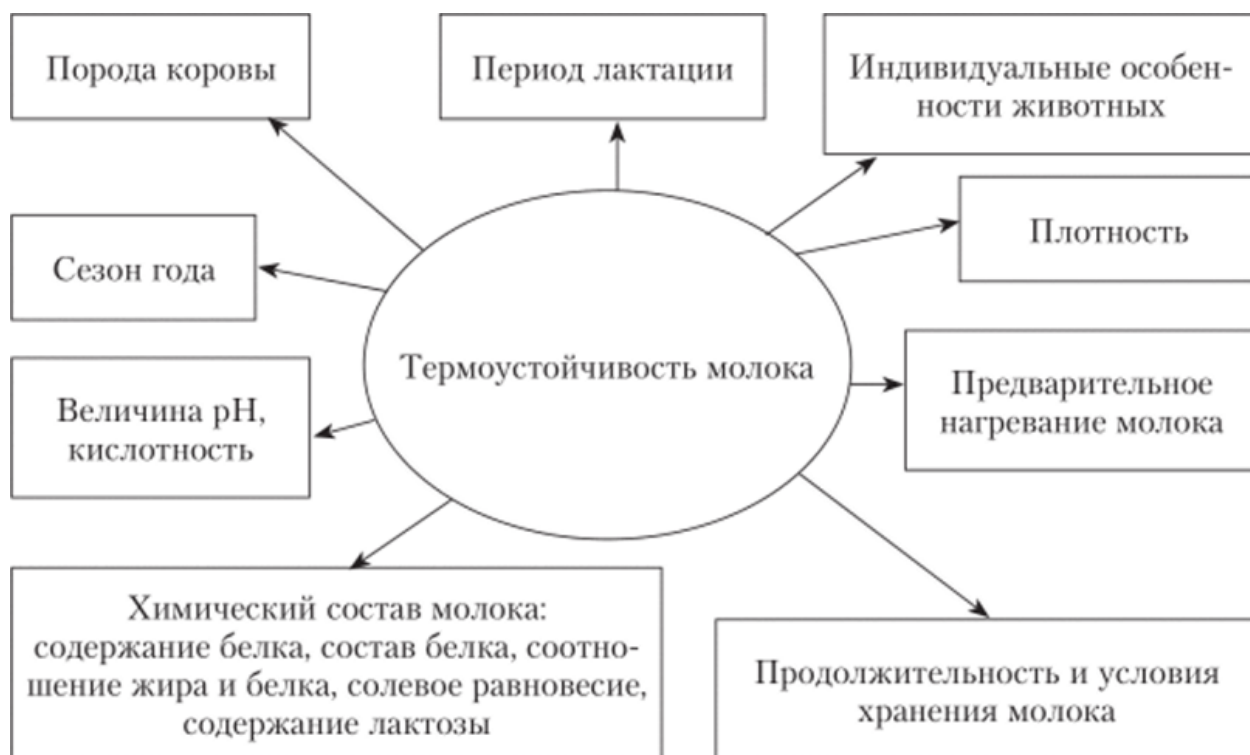 Порода коровы
Период лактации
Индивидуальные особен-
ности животных
Плотность
Сезон года
Термоустойчивость молока
Предварительное
нагревание молока
Величина pH,
кислотность
Химический состав молока:
содержание белка, состав белка, соотно-
шение жира и белка, солевое равновесие,
содержание лактозы
Продолжительность и условия
хранения молока